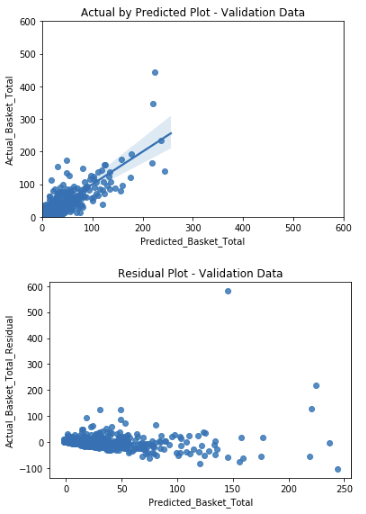 Actual by Predicted Plot - Validation Data
600
500
400
300
200
100
0
Actual_Basket_Total
0 100 200 300 400 500 600
Predicted_Basket_Total
Residual Plot - Validation Data
600
500
400
300
200
100
0
−100
Actual_Basket_Total_Residual
0 50 100 150 200 250
Predicted_Basket_Total